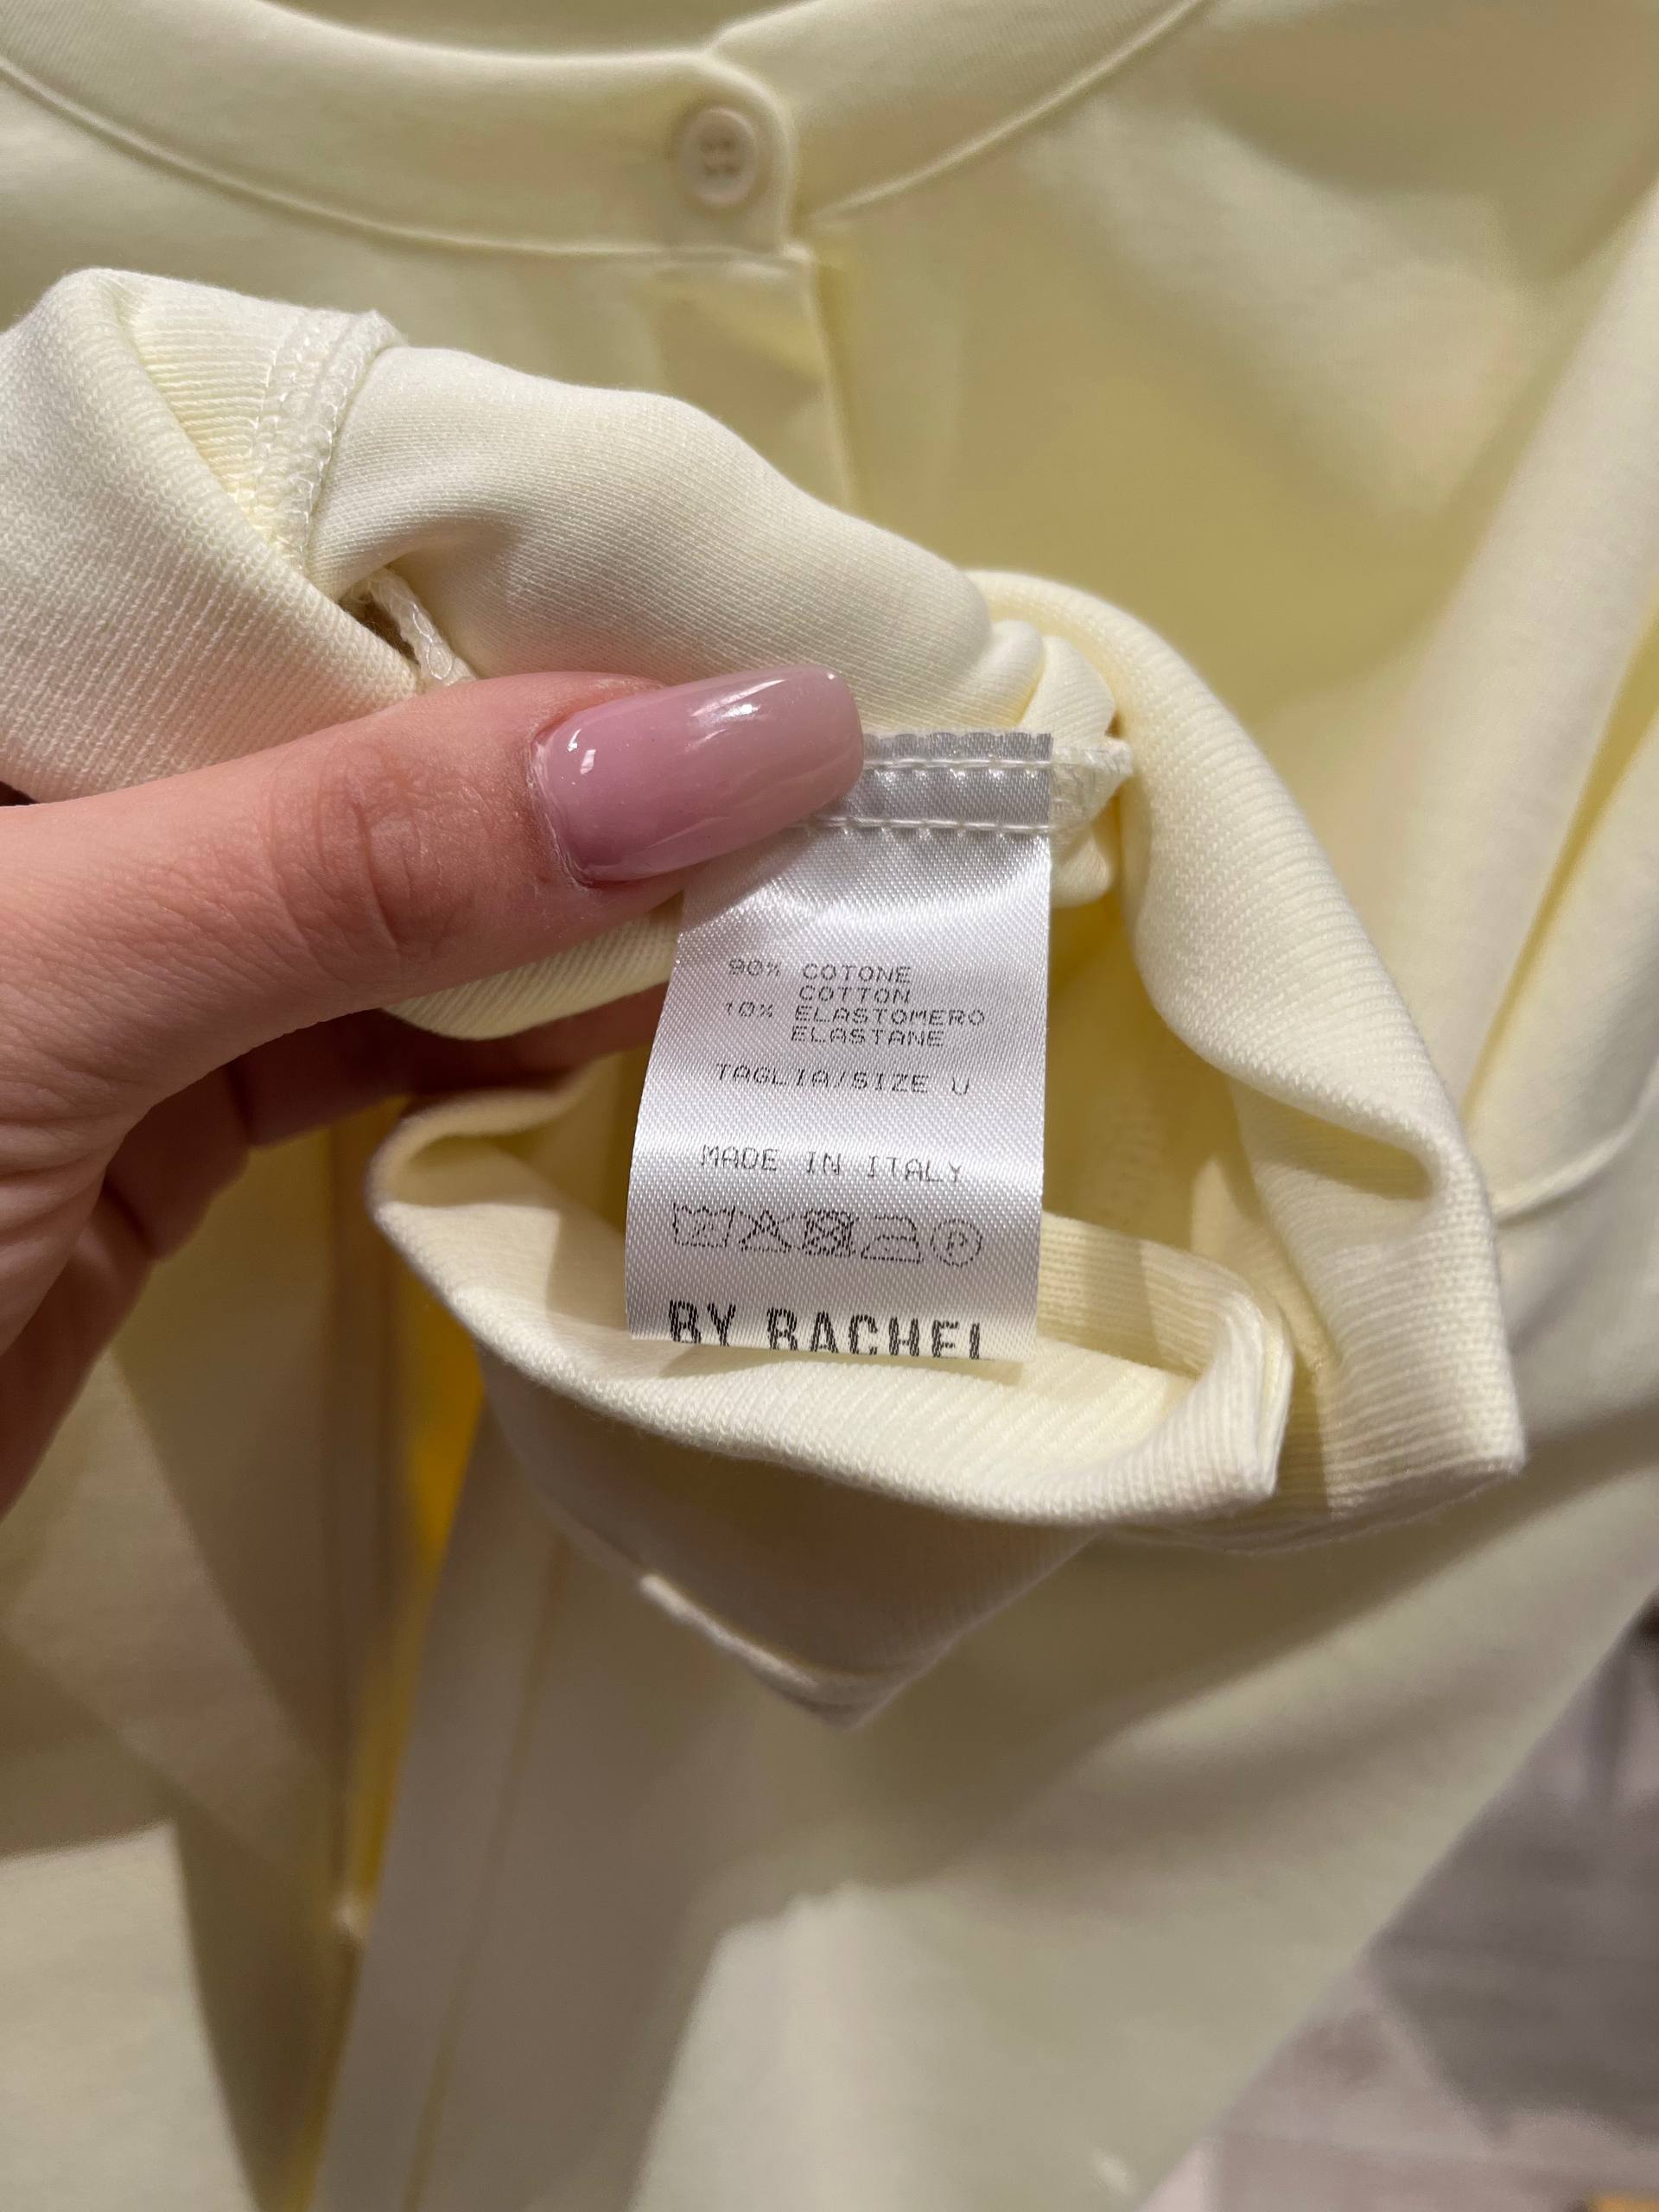 90% COTONE
COTTON
10% ELASTOMERO
ELASTANE
TAGLIA/SIZE U
MADE IN ITALY
P
BY RACHEL